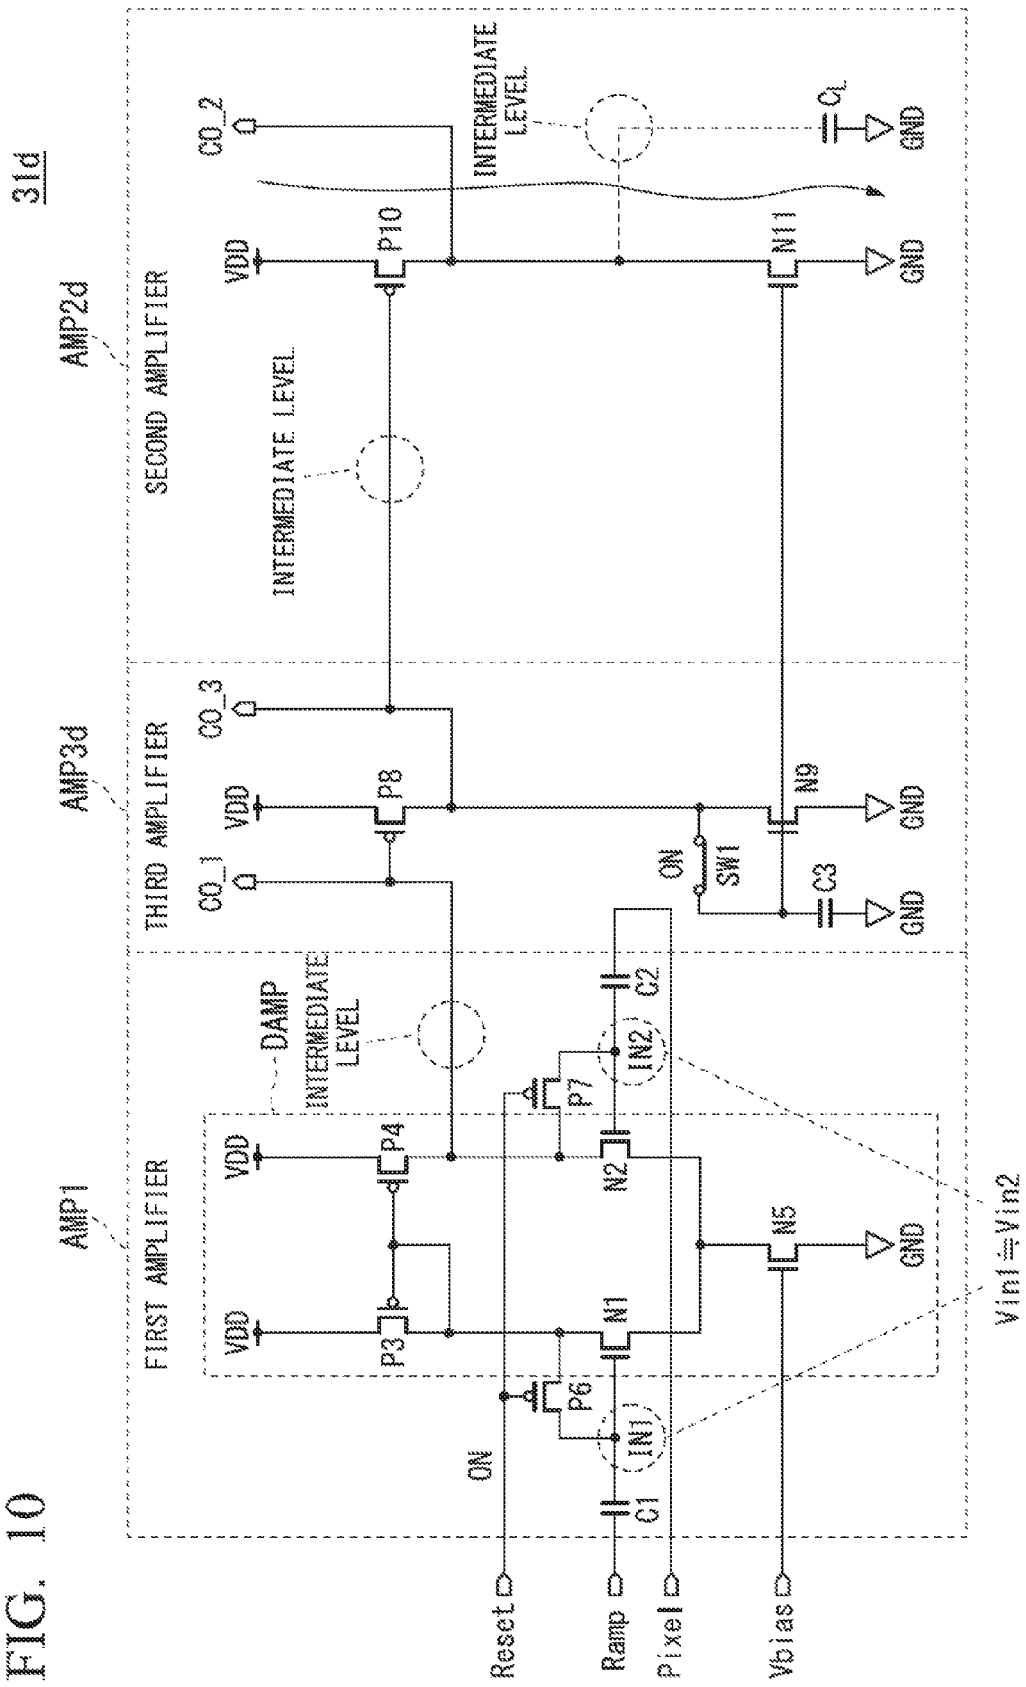 FIG. 10
31d
AMP1
AMP3d
AMP2d
FIRST AMPLIFIER
THIRD AMPLIFIER
SECOND AMPLIFIER
DAMP
CO_1
CO_3
CO_2
VDD
VDD
VDD
VDD
INTERMEDIATE
LEVEL
INTERMEDIATE LEVEL
INTERMEDIATE
LEVEL
P3
P4
P8
P10
Reset
ON
P6
P7
Ramp
C1
IN1
N1
N2
IN2
C2
Pixel
ON
SW1
Vbias
N5
C3
N9
N11
CL
GND
GND
GND
GND
GND
Vin1≒Vin2